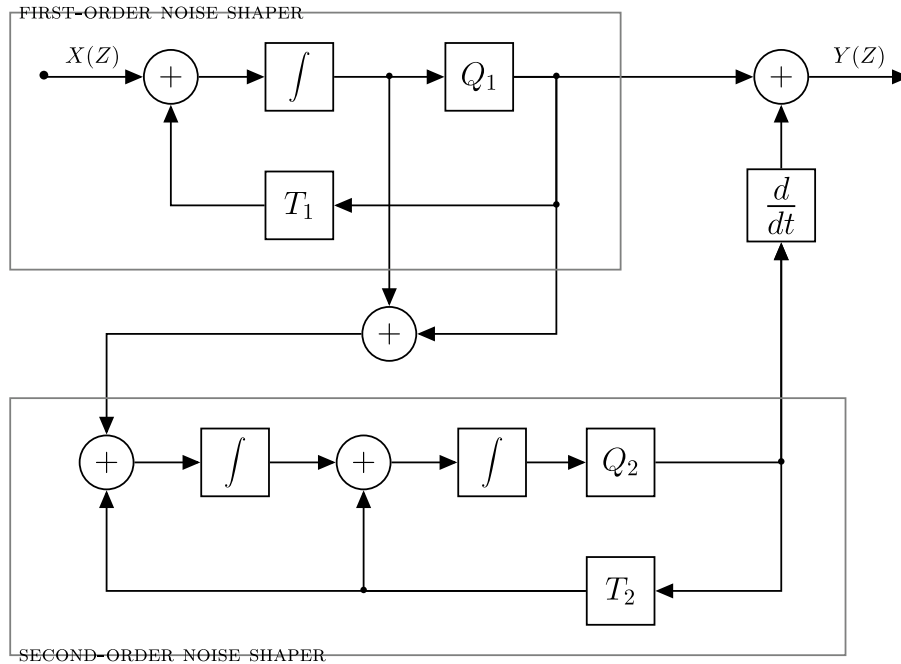 FIRST-ORDER NOISE SHAPER
X(Z)
+
∫
Q₁
+
Y(Z)
T₁
d/dt
+
+
∫
+
∫
Q₂
T₂
SECOND-ORDER NOISE SHAPER